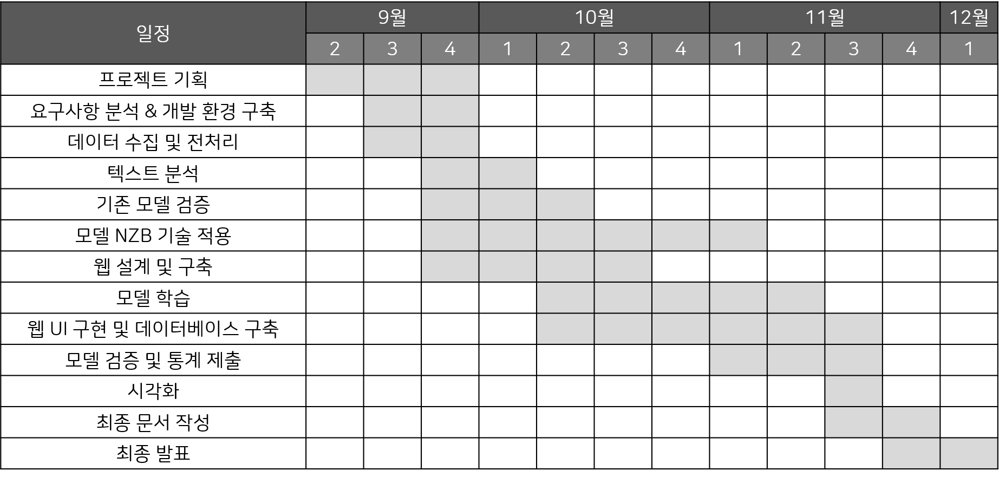 일정
9월 10월 11월 12월
2 3 4 1 2 3 4 1 2 3 4 1
프로젝트 기획
요구사항 분석 & 개발 환경 구축
데이터 수집 및 전처리
텍스트 분석
기존 모델 검증
모델 NZB 기술 적용
웹 설계 및 구축
모델 학습
웹 UI 구현 및 데이터베이스 구축
모델 검증 및 통계 제출
시각화
최종 문서 작성
최종 발표